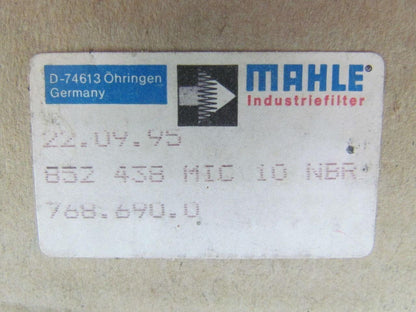 D-74613 Öhringen
Germany
MAHLE®
Industriefilter
22.09.95
852 438 MIC 10 NBR
768.690.0